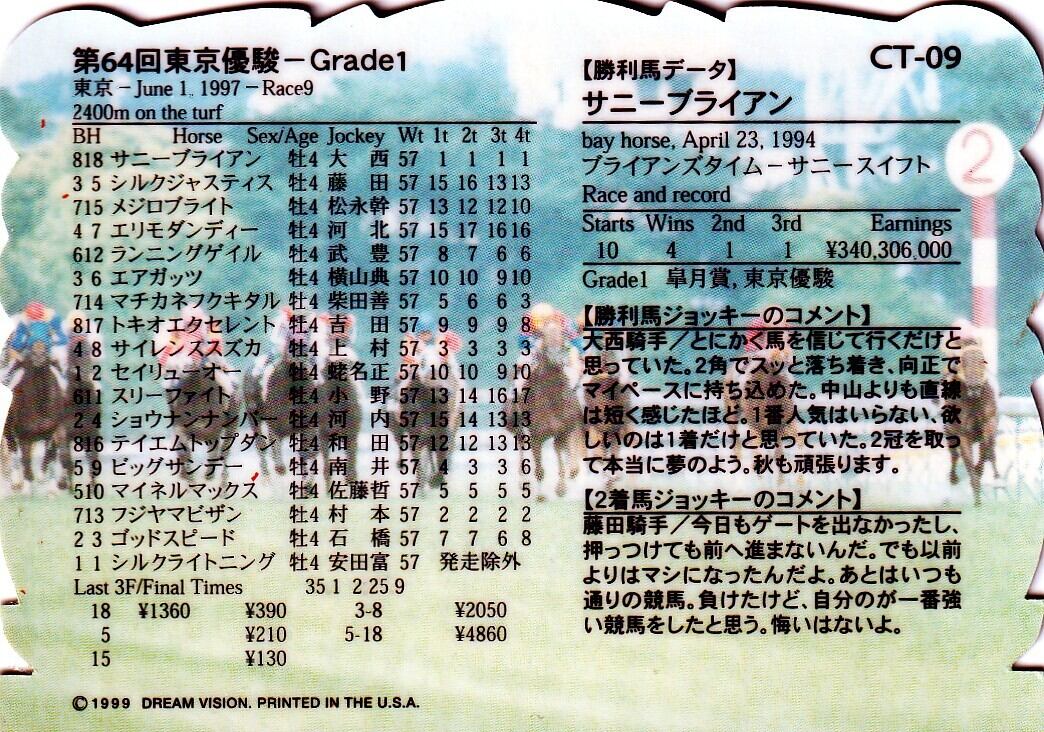 第64回東京優駿－Grade1
東京－June 1. 1997－Race9
2400m on the turf
BH Horse Sex/Age Jockey Wt 1t 2t 3t 4t
818 サニーブライアン 牡4 大 西 57 1 1 1 1
3 5 シルクジャスティス 牡4 藤 田 57 15 16 13 13
715 メジロブライト 牡4 松永幹 57 13 12 12 10
4 7 エリモダンディー 牡4 河 北 57 15 17 16 16
612 ランニングゲイル 牡4 武 豊 57 8 7 6 6
3 6 エアガッツ 牡4 横山典 57 10 10 9 10
714 マチカネフクキタル 牡4 柴田善 57 5 6 6 3
817 トキオエクセレント 牡4 吉 田 57 9 9 9 8
4 8 サイレンススズカ 牡4 上 村 57 3 3 3 3
1 2 セイリューオー 牡4 蛯名正 57 10 10 9 10
611 スリーファイト 牡4 小 野 57 13 14 16 17
2 4 ショウナンナンバー 牡4 河 内 57 15 14 13 13
816 テイエムトップダン 牡4 和 田 57 12 12 13 13
5 9 ビッグサンデー 牡4 南 井 57 4 3 3 6
510 マイネルマックス 牡4 佐藤哲 57 5 5 5 5
713 フジヤマビザン 牡4 村 本 57 2 2 2 2
2 3 ゴッドスピード 牡4 石 橋 57 7 7 6 8
1 1 シルクライトニング 牡4 安田富 57 発走除外
Last 3F/Final Times 35 1 2 25 9
18 ¥1360 ¥390 3-8 ¥2050
5 ¥210 5-18 ¥4860
15 ¥130
©1999 DREAM VISION. PRINTED IN THE U.S.A.
CT-09
【勝利馬データ】
サニーブライアン
bay horse, April 23, 1994
ブライアンズタイム－サニースイフト
Race and record
Starts Wins 2nd 3rd Earnings
10 4 1 1 ¥340,306,000
Grade1 皐月賞, 東京優駿
【勝利馬ジョッキーのコメント】
大西騎手／とにかく馬を信じて行くだけと
思っていた。2角でスッと落ち着き、向正で
マイペースに持ち込めた。中山よりも直線
は短く感じたほど。1番人気はいらない、欲
しいのは1着だけと思っていた。2冠を取っ
て本当に夢のよう。秋も頑張ります。
【2着馬ジョッキーのコメント】
藤田騎手／今日もゲートを出なかったし、
押っつけても前へ進まないんだ。でも以前
よりはマシになったんだよ。あとはいつも
通りの競馬。負けたけど、自分のが一番強
い競馬をしたと思う。悔いはないよ。
2